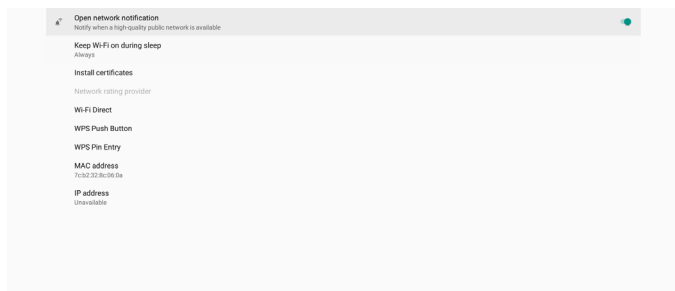 Open network notification
Notify when a high-quality public network is available
Keep Wi-Fi on during sleep
Always
Install certificates
Network rating provider
Wi-Fi Direct
WPS Push Button
WPS Pin Entry
MAC address
7c:b2:32:8c:06:0a
IP address
Unavailable